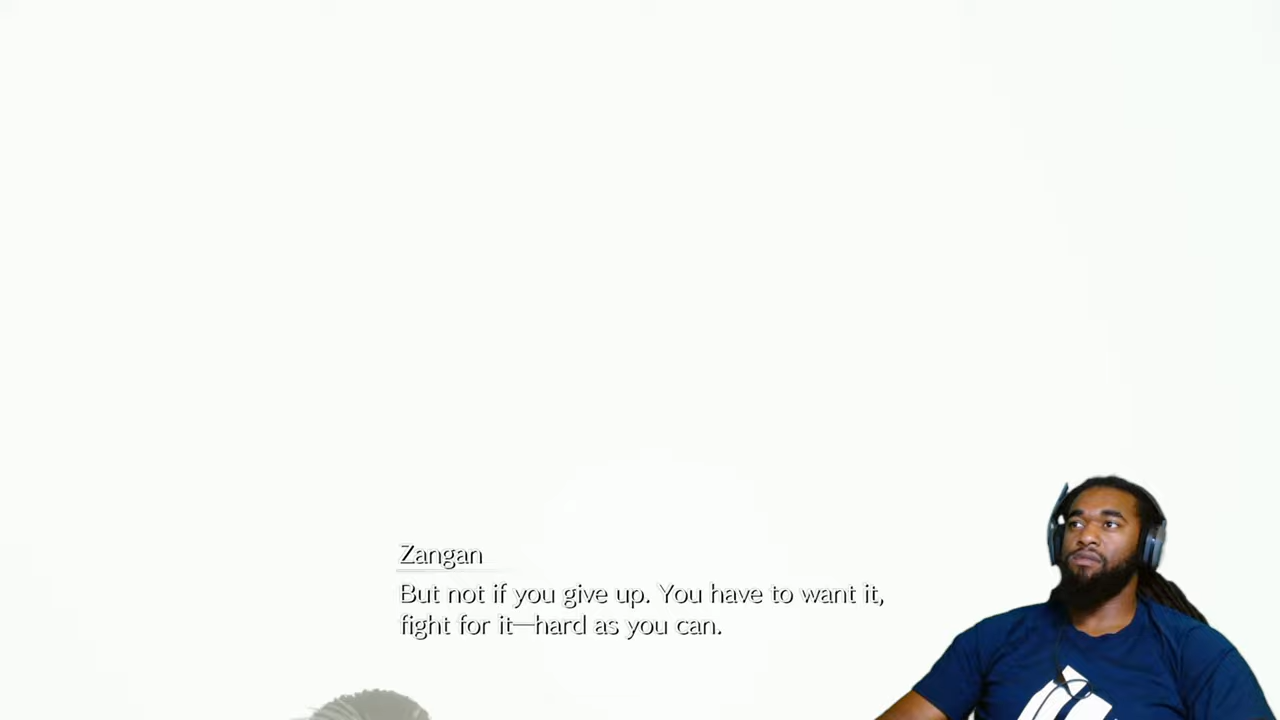 Zangan
But not if you give up. You have to want it,
fight for it—hard as you can.